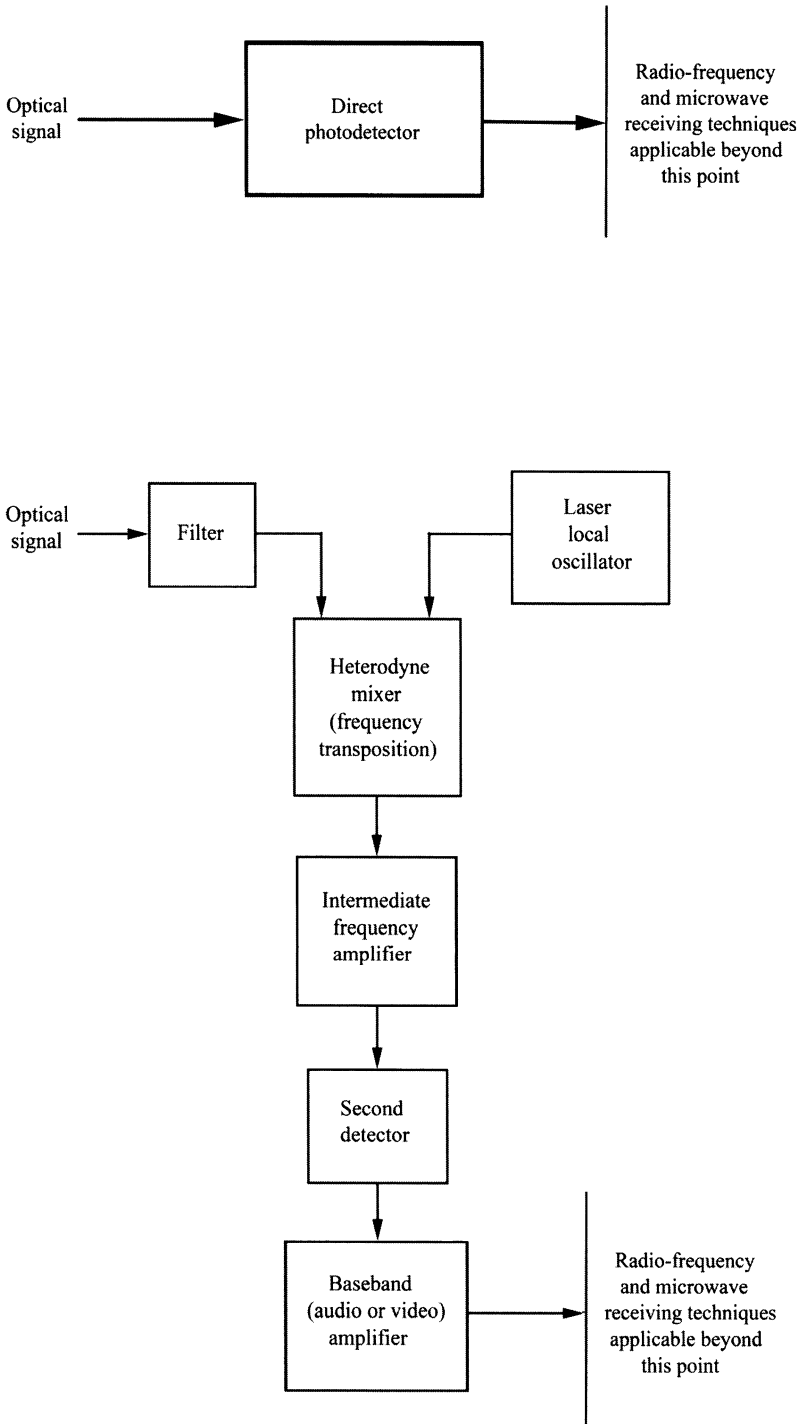 Optical
signal
Direct
photodetector
Radio-frequency
and microwave
receiving techniques
applicable beyond
this point
Optical
signal
Filter
Laser
local
oscillator
Heterodyne
mixer
(frequency
transposition)
Intermediate
frequency
amplifier
Second
detector
Baseband
(audio or video)
amplifier
Radio-frequency
and microwave
receiving techniques
applicable beyond
this point